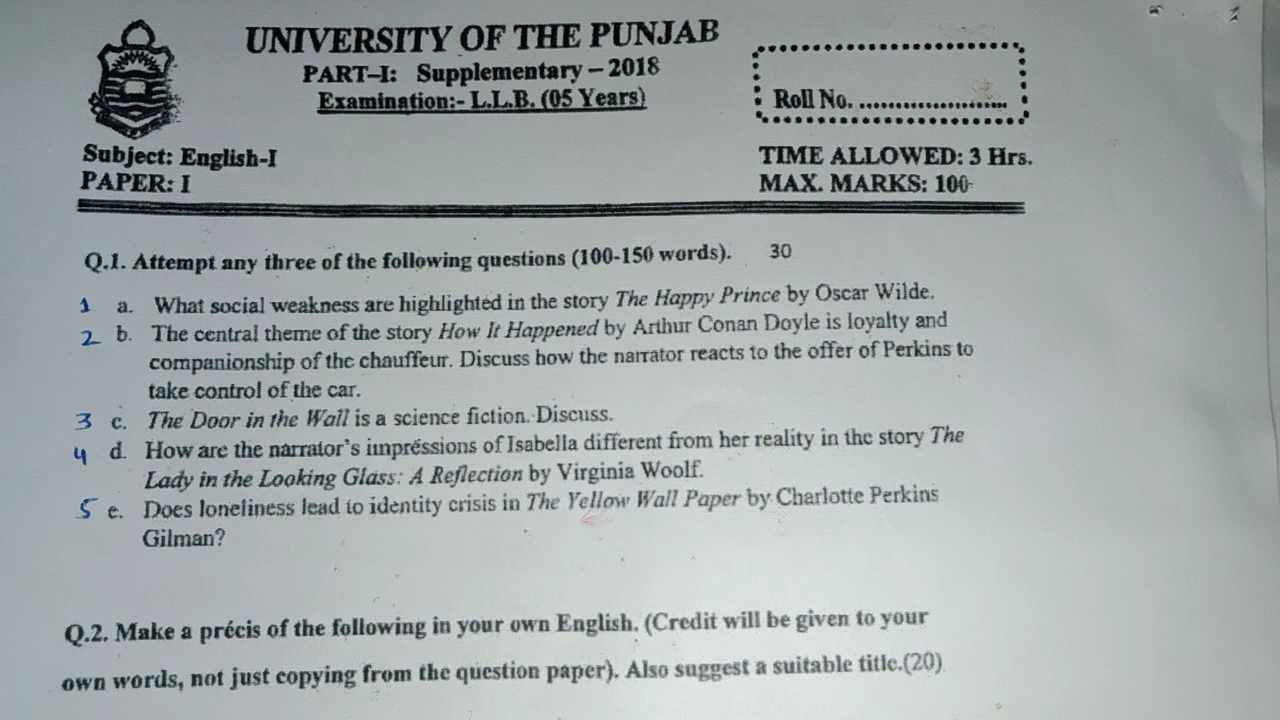 UNIVERSITY OF THE PUNJAB
PART–I: Supplementary – 2018
Examination:- L.L.B. (05 Years)
Roll No. ........................
Subject: English-I
PAPER: I
TIME ALLOWED: 3 Hrs.
MAX. MARKS: 100
Q.1. Attempt any three of the following questions (100-150 words). 30
1 a. What social weakness are highlighted in the story The Happy Prince by Oscar Wilde.
2 b. The central theme of the story How It Happened by Arthur Conan Doyle is loyalty and
companionship of the chauffeur. Discuss how the narrator reacts to the offer of Perkins to
take control of the car.
3 c. The Door in the Wall is a science fiction. Discuss.
4 d. How are the narrator's impressions of Isabella different from her reality in the story The
Lady in the Looking Glass: A Reflection by Virginia Woolf.
5 e. Does loneliness lead to identity crisis in The Yellow Wall Paper by Charlotte Perkins
Gilman?
Q.2. Make a précis of the following in your own English. (Credit will be given to your
own words, not just copying from the question paper). Also suggest a suitable title.(20)